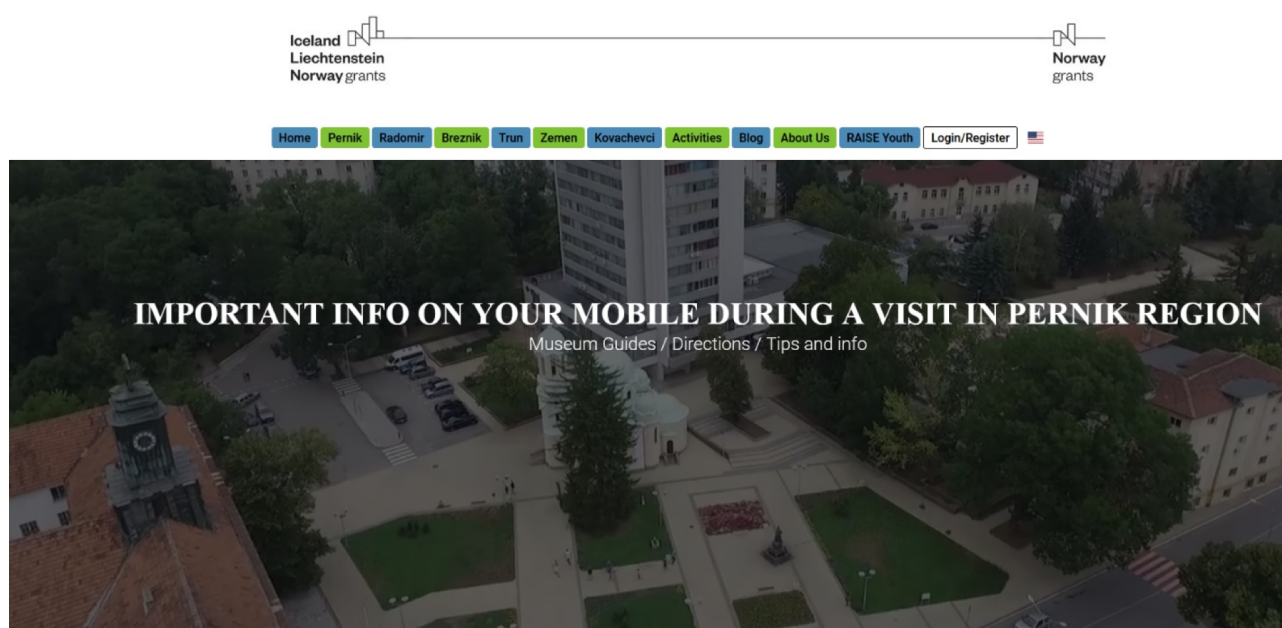 Iceland
Liechtenstein
Norway grants
Norway
grants
Home Pernik Radomir Breznik Trun Zemen Kovachevci Activities Blog About Us RAISE Youth Login/Register
IMPORTANT INFO ON YOUR MOBILE DURING A VISIT IN PERNIK REGION
Museum Guides / Directions / Tips and info